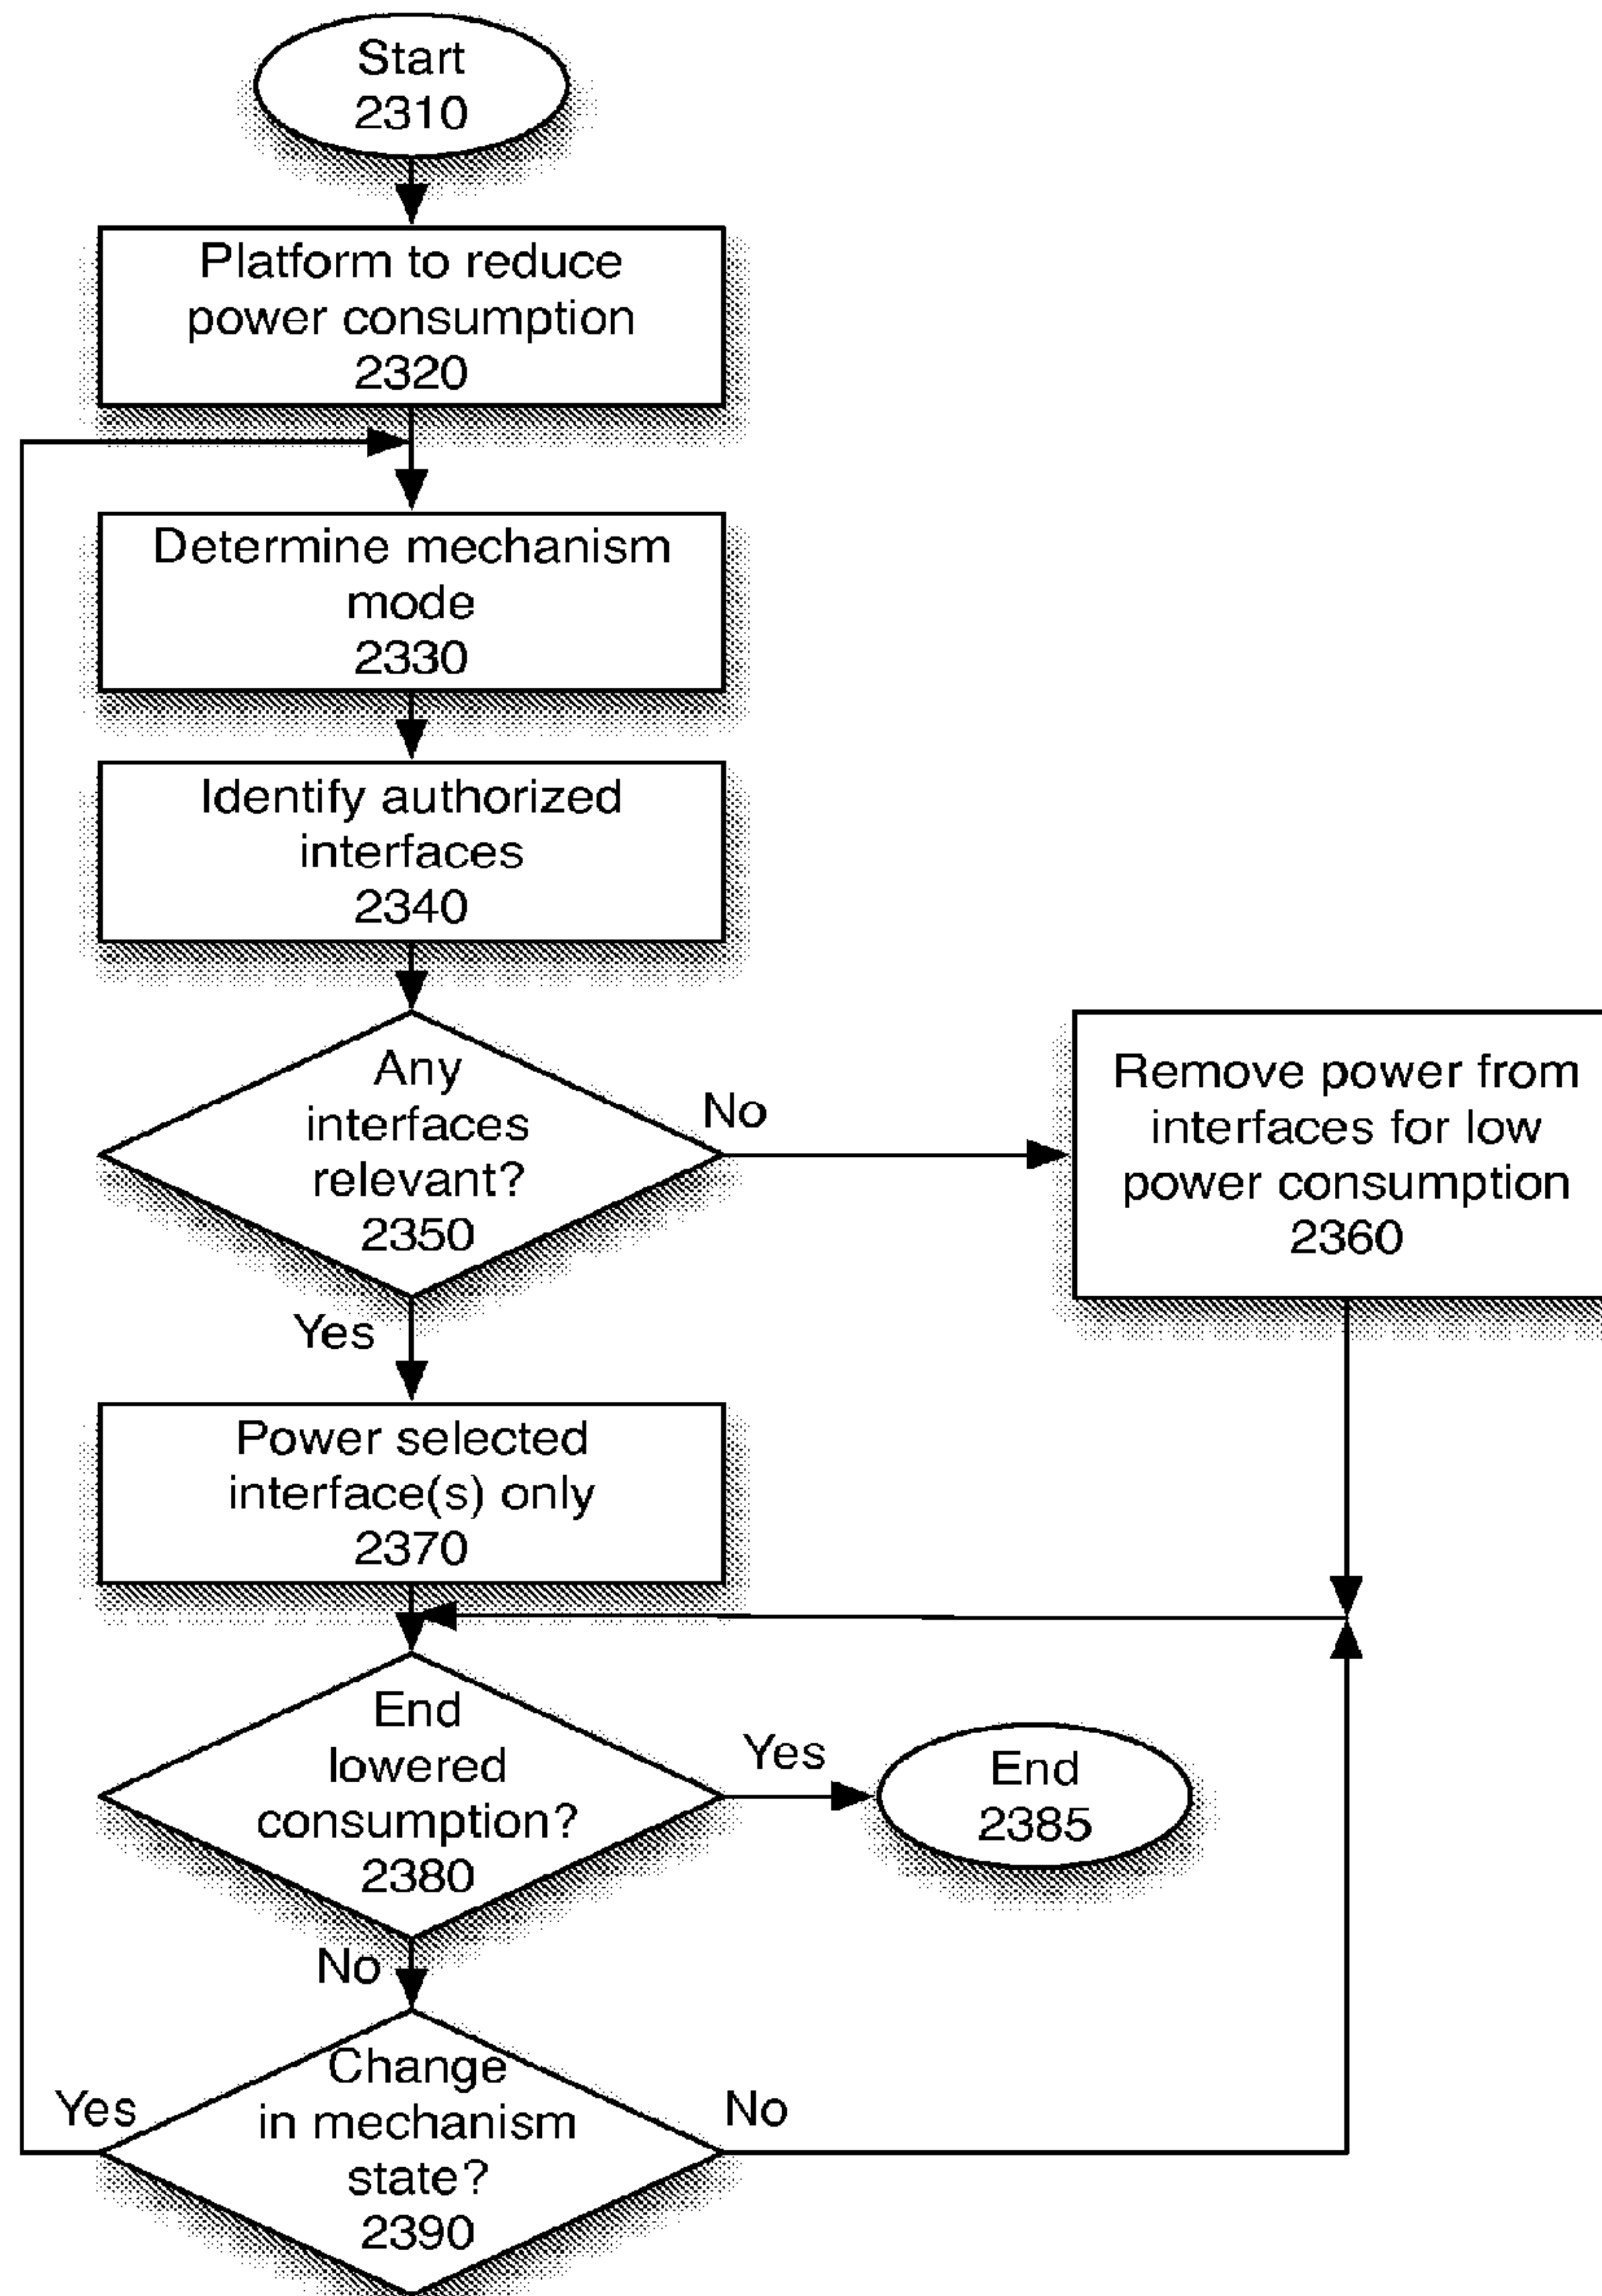 Start
2310
Platform to reduce
power consumption
2320
Determine mechanism
mode
2330
Identify authorized
interfaces
2340
Any
interfaces
relevant?
2350
No
Remove power from
interfaces for low
power consumption
2360
Yes
Power selected
interface(s) only
2370
End
lowered
consumption?
2380
Yes
End
2385
No
Change
in mechanism
state?
2390
Yes
No